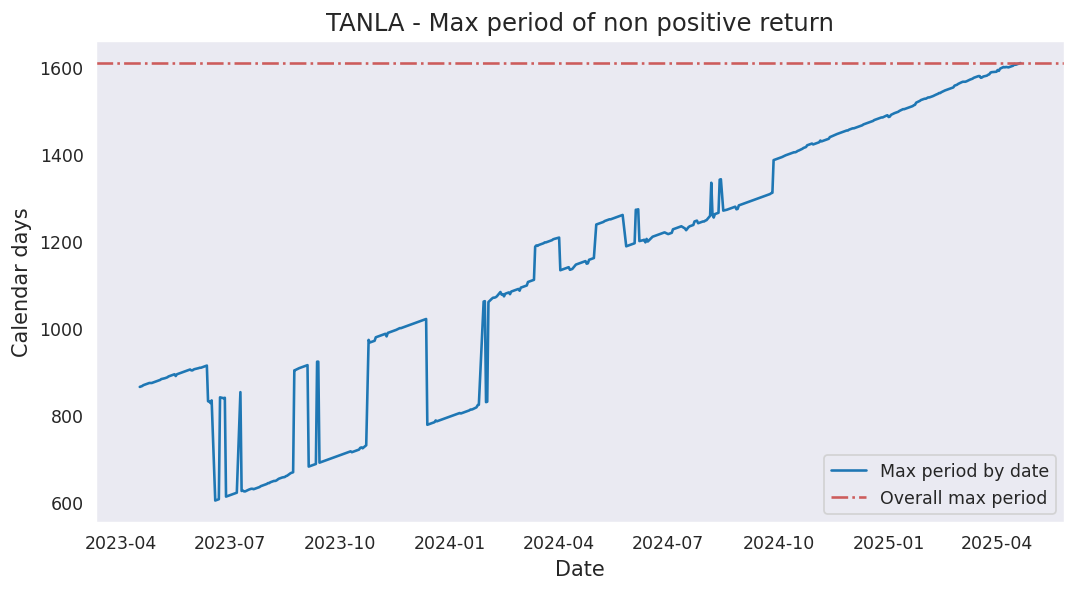 TANLA - Max period of non positive return
Calendar days
1600
1400
1200
1000
800
600
2023-04 2023-07 2023-10 2024-01 2024-04 2024-07 2024-10 2025-01 2025-04
Date
Max period by date
Overall max period